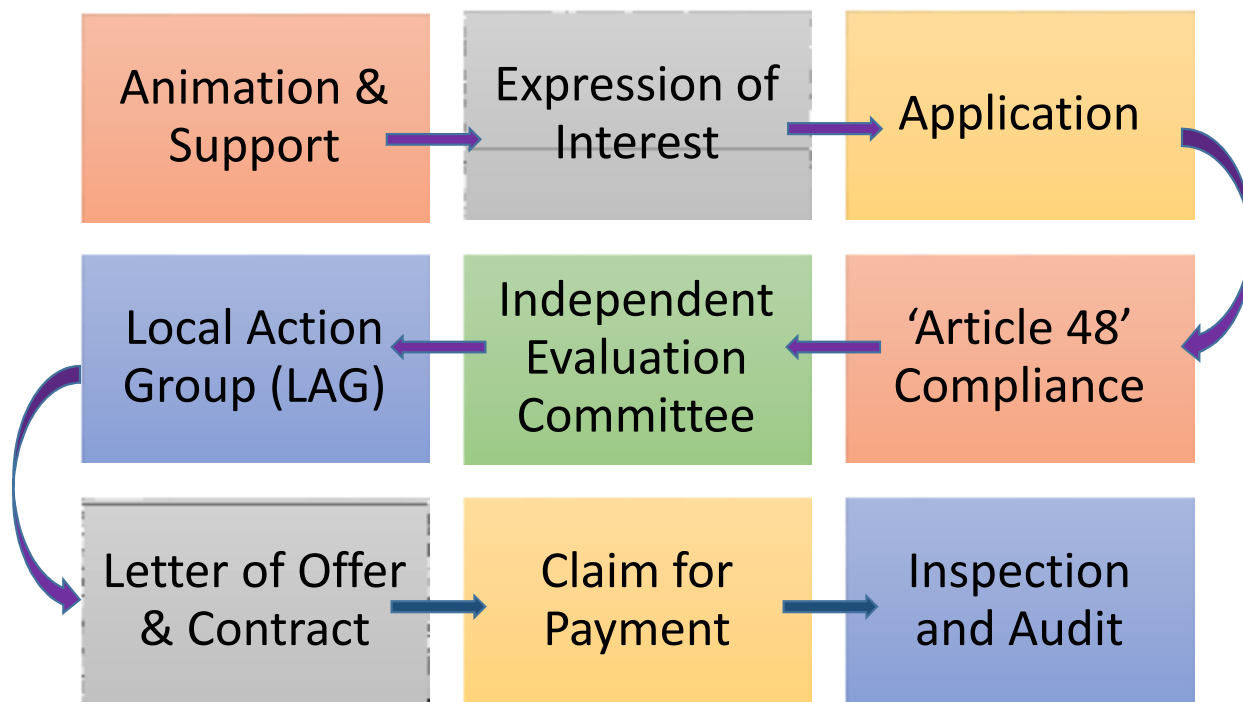 Animation &
Support
Expression of
Interest
Application
‘Article 48’
Compliance
Independent
Evaluation
Committee
Local Action
Group (LAG)
Letter of Offer
& Contract
Claim for
Payment
Inspection
and Audit